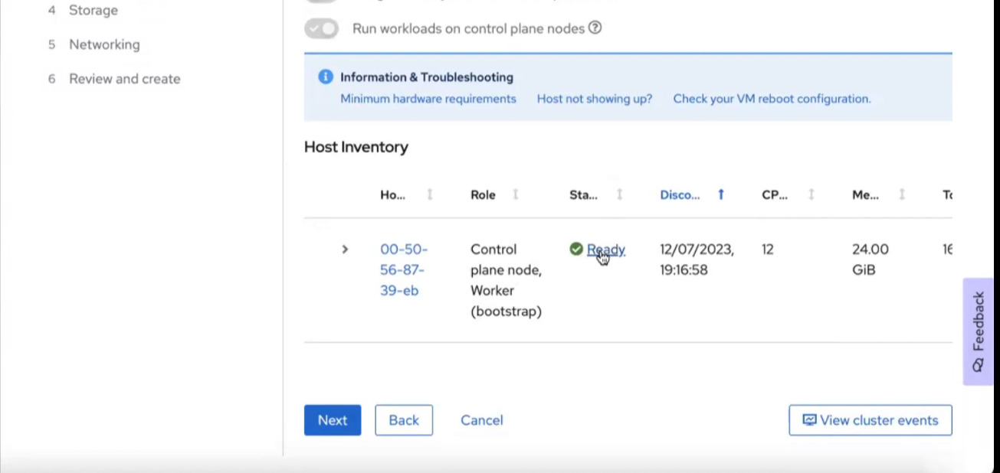 4 Storage
Run workloads on control plane nodes
5 Networking
6 Review and create
Information & Troubleshooting
Minimum hardware requirements Host not showing up? Check your VM reboot configuration.
Host Inventory
Ho... Role Sta... Disco... CP... Me...
00-50-
56-87-
39-eb
Control
plane node,
Worker
(bootstrap)
Ready
12/07/2023,
19:16:58
12
24.00
GiB
Feedback
Next Back Cancel View cluster events